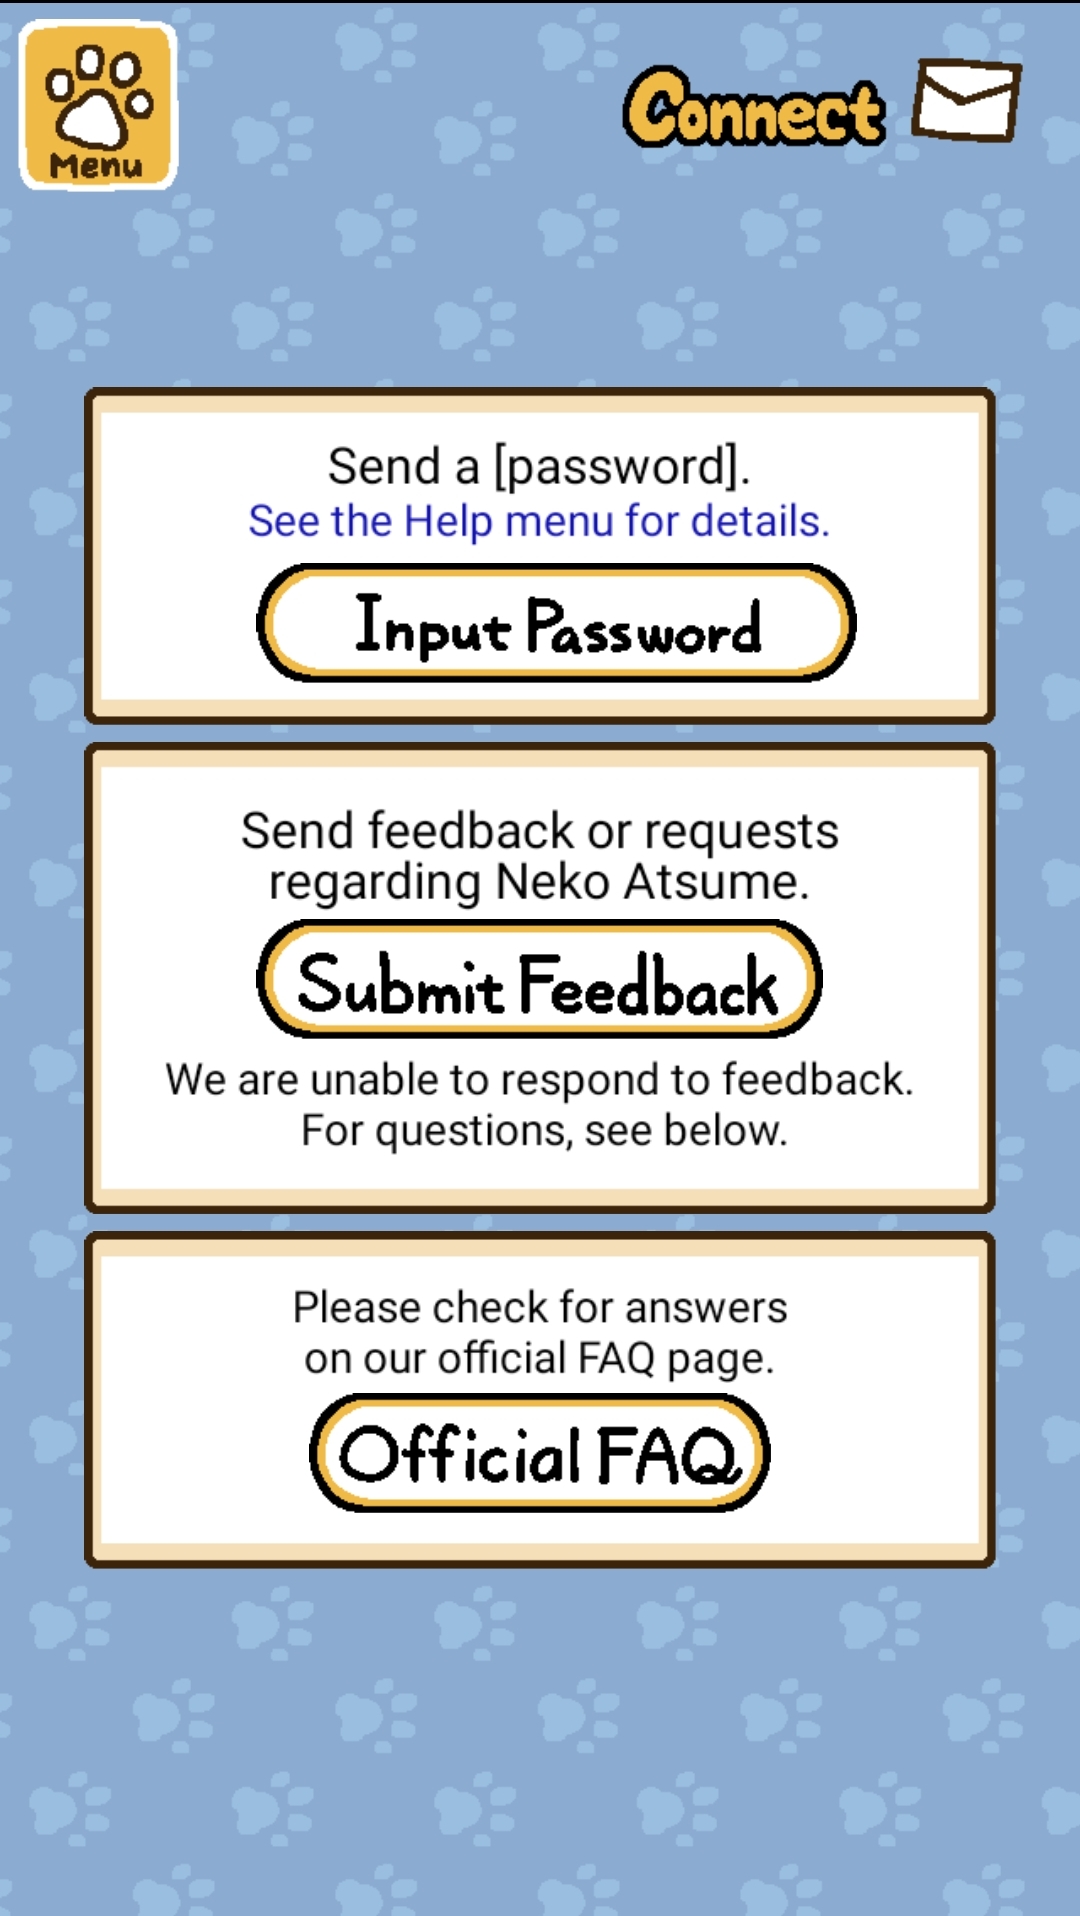 Menu
Connect
Send a [password].
See the Help menu for details.
Input Password
Send feedback or requests
regarding Neko Atsume.
Submit Feedback
We are unable to respond to feedback.
For questions, see below.
Please check for answers
on our official FAQ page.
Official FAQ